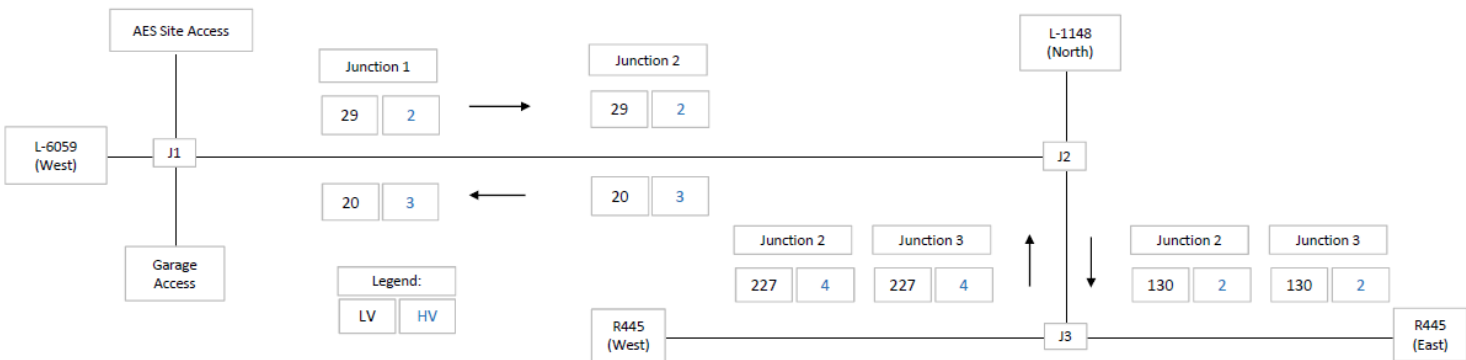 AES Site Access
L-1148
(North)
Junction 1
Junction 2
29 2
29 2
L-6059
(West)
J1
J2
20 3
20 3
Junction 2
Junction 3
Junction 2
Junction 3
Garage
Access
Legend:
227 4
227 4
130 2
130 2
LV HV
R445
(West)
J3
R445
(East)